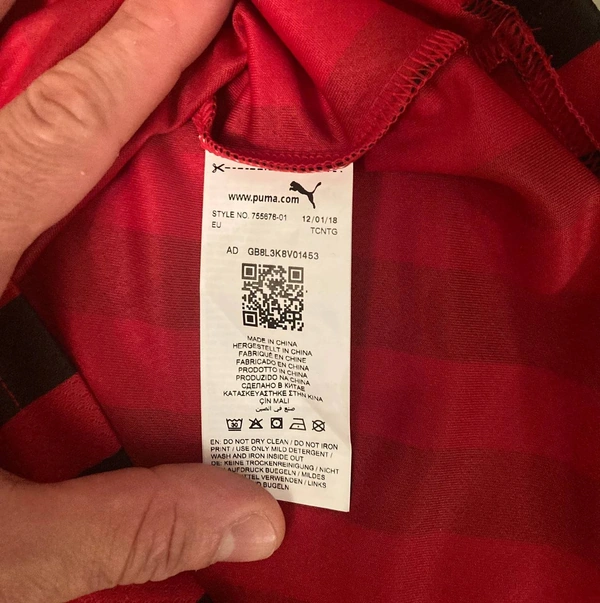 www.puma.com
STYLE NO. 755676-01 12/01/18
EU TCNTG
AD GB8L3K8V01453
MADE IN CHINA
HERGESTELLT IN CHINA
FABRIQUÉ EN CHINE
FABRICADO EN CHINA
PRODOTTO IN CHINA
PRODUZIDO NA CHINA
СДЕЛАНО В КИТАЕ
ΚΑΤΑΣΚΕΥΑΣΤΗΚΕ ΣΤΗΝ ΚΙΝΑ
ÇİN MALI
صنع في الصين
EN: DO NOT DRY CLEAN / DO NOT IRON
PRINT / USE ONLY MILD DETERGENT /
WASH AND IRON INSIDE OUT
DE: KEINE TROCKENREINIGUNG / NICHT
AUFDRUCK BUEGELN / MILDES
TTEL VERWENDEN / LINKS
D BUGELN